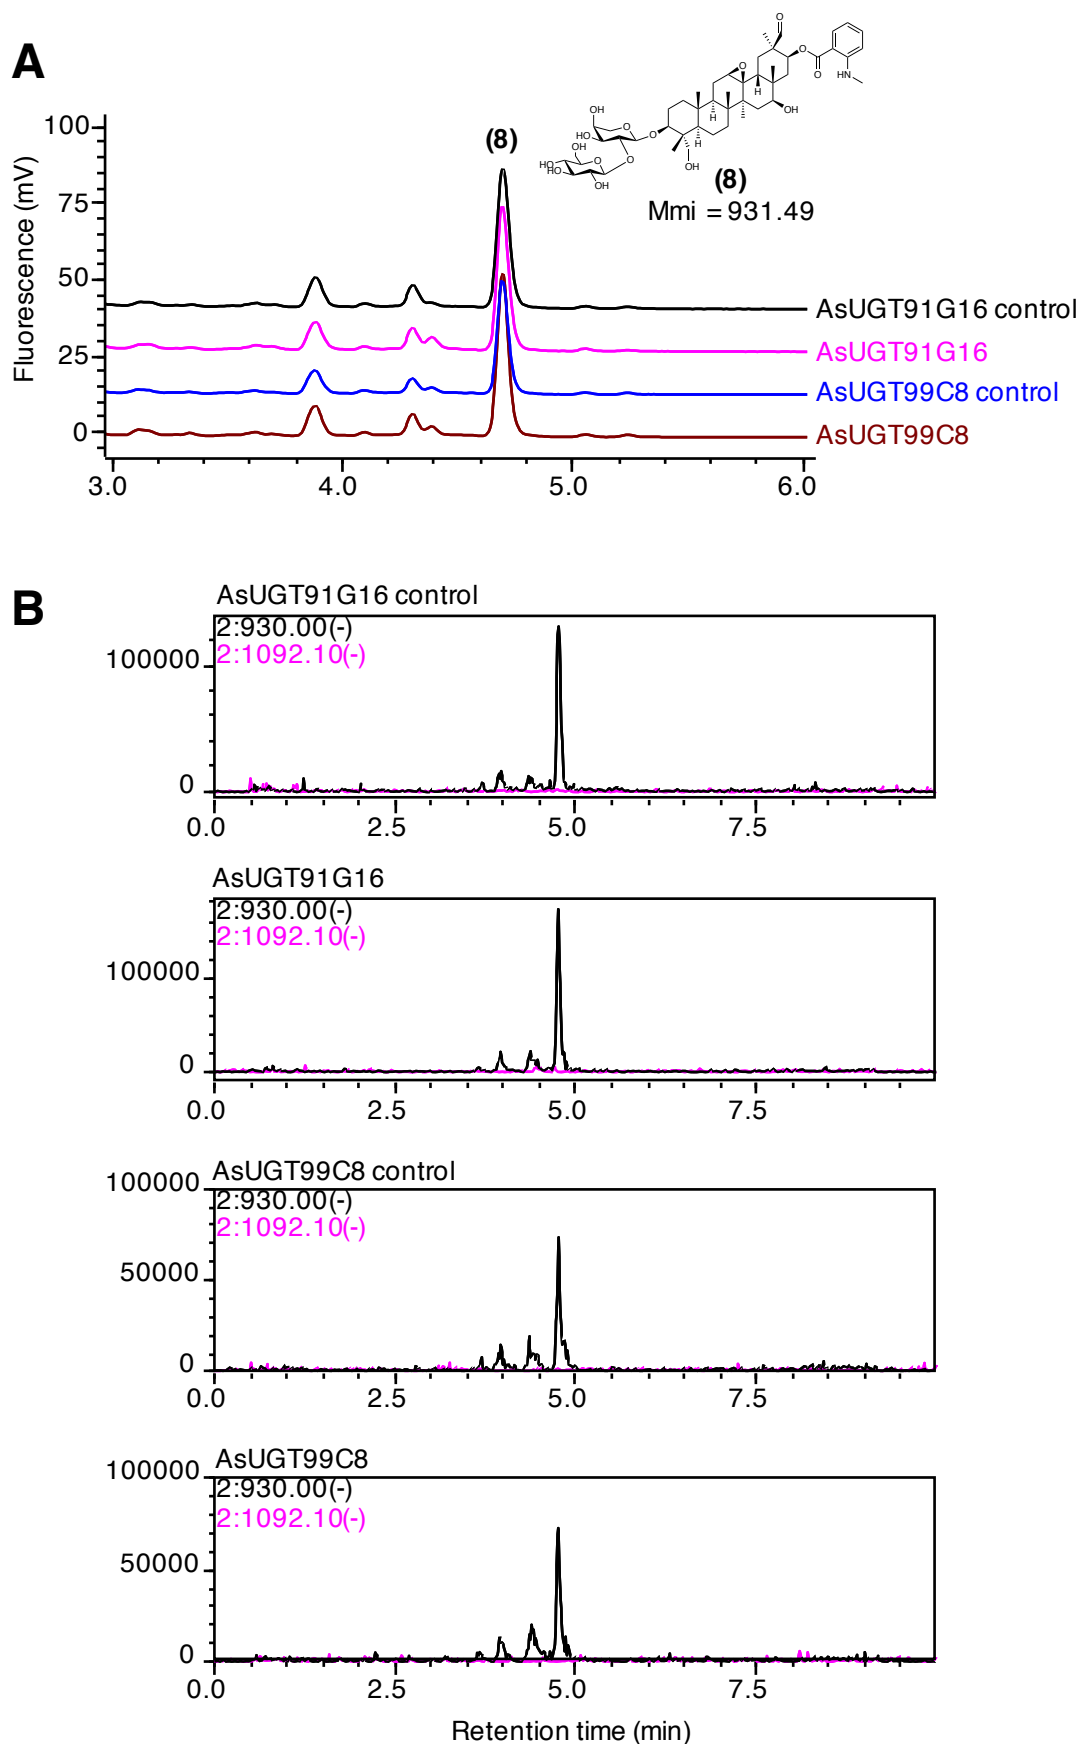 A
O
O
O
HN
O
H
OH
H
H
OH
O
O
HO
OH
O
HO
HO
O
OH
OH
(8)
(8)
Mmi = 931.49
Fluorescence (mV)
100
75
50
25
0
AsUGT91G16 control
AsUGT91G16
AsUGT99C8 control
AsUGT99C8
3.0 4.0 5.0 6.0
B
AsUGT91G16 control
2:930.00(-)
2:1092.10(-)
100000
0
0.0 2.5 5.0 7.5
AsUGT91G16
2:930.00(-)
2:1092.10(-)
100000
0
0.0 2.5 5.0 7.5
AsUGT99C8 control
100000
2:930.00(-)
2:1092.10(-)
50000
0
0.0 2.5 5.0 7.5
AsUGT99C8
100000
2:930.00(-)
2:1092.10(-)
50000
0
0.0 2.5 5.0 7.5
Retention time (min)